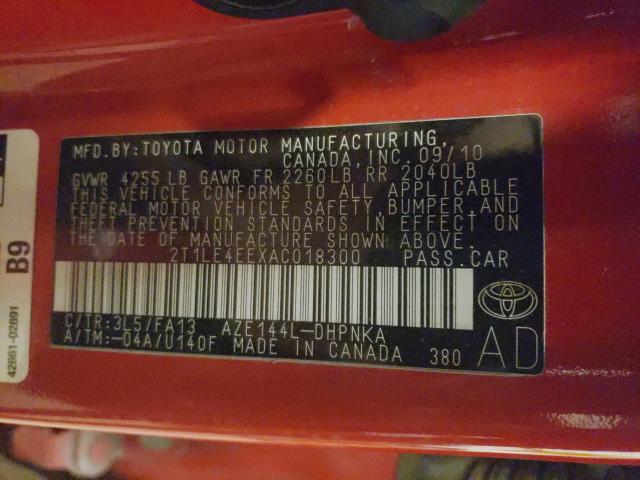 MFD.BY:TOYOTA MOTOR MANUFACTURING,
CANADA, INC. 09/10
GVWR 4255 LB GAWR FR 2260LB RR 2040LB
THIS VEHICLE CONFORMS TO ALL APPLICABLE
FEDERAL MOTOR VEHICLE SAFETY, BUMPER, AND
THEFT PREVENTION STANDARDS IN EFFECT ON
THE DATE OF MANUFACTURE SHOWN ABOVE.
2T1LE4EEXAC018300 PASS.CAR
C/TR:3L5/FA13 AZE144L-DHPNKA
A/TM:-04A/U140F MADE IN CANADA 380 AD
B9
42661-02891